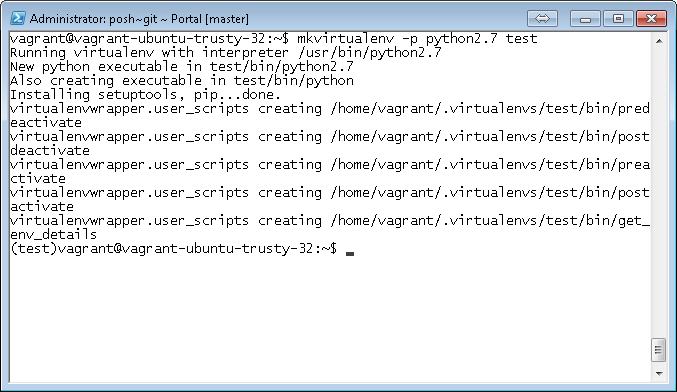 Administrator: posh~git ~ Portal [master]
vagrant@vagrant-ubuntu-trusty-32:~$ mkvirtualenv -p python2.7 test
Running virtualenv with interpreter /usr/bin/python2.7
New python executable in test/bin/python2.7
Also creating executable in test/bin/python
Installing setuptools, pip...done.
virtualenvwrapper.user_scripts creating /home/vagrant/.virtualenvs/test/bin/pred
eactivate
virtualenvwrapper.user_scripts creating /home/vagrant/.virtualenvs/test/bin/post
deactivate
virtualenvwrapper.user_scripts creating /home/vagrant/.virtualenvs/test/bin/prea
ctivate
virtualenvwrapper.user_scripts creating /home/vagrant/.virtualenvs/test/bin/post
activate
virtualenvwrapper.user_scripts creating /home/vagrant/.virtualenvs/test/bin/get_
env_details
(test)vagrant@vagrant-ubuntu-trusty-32:~$